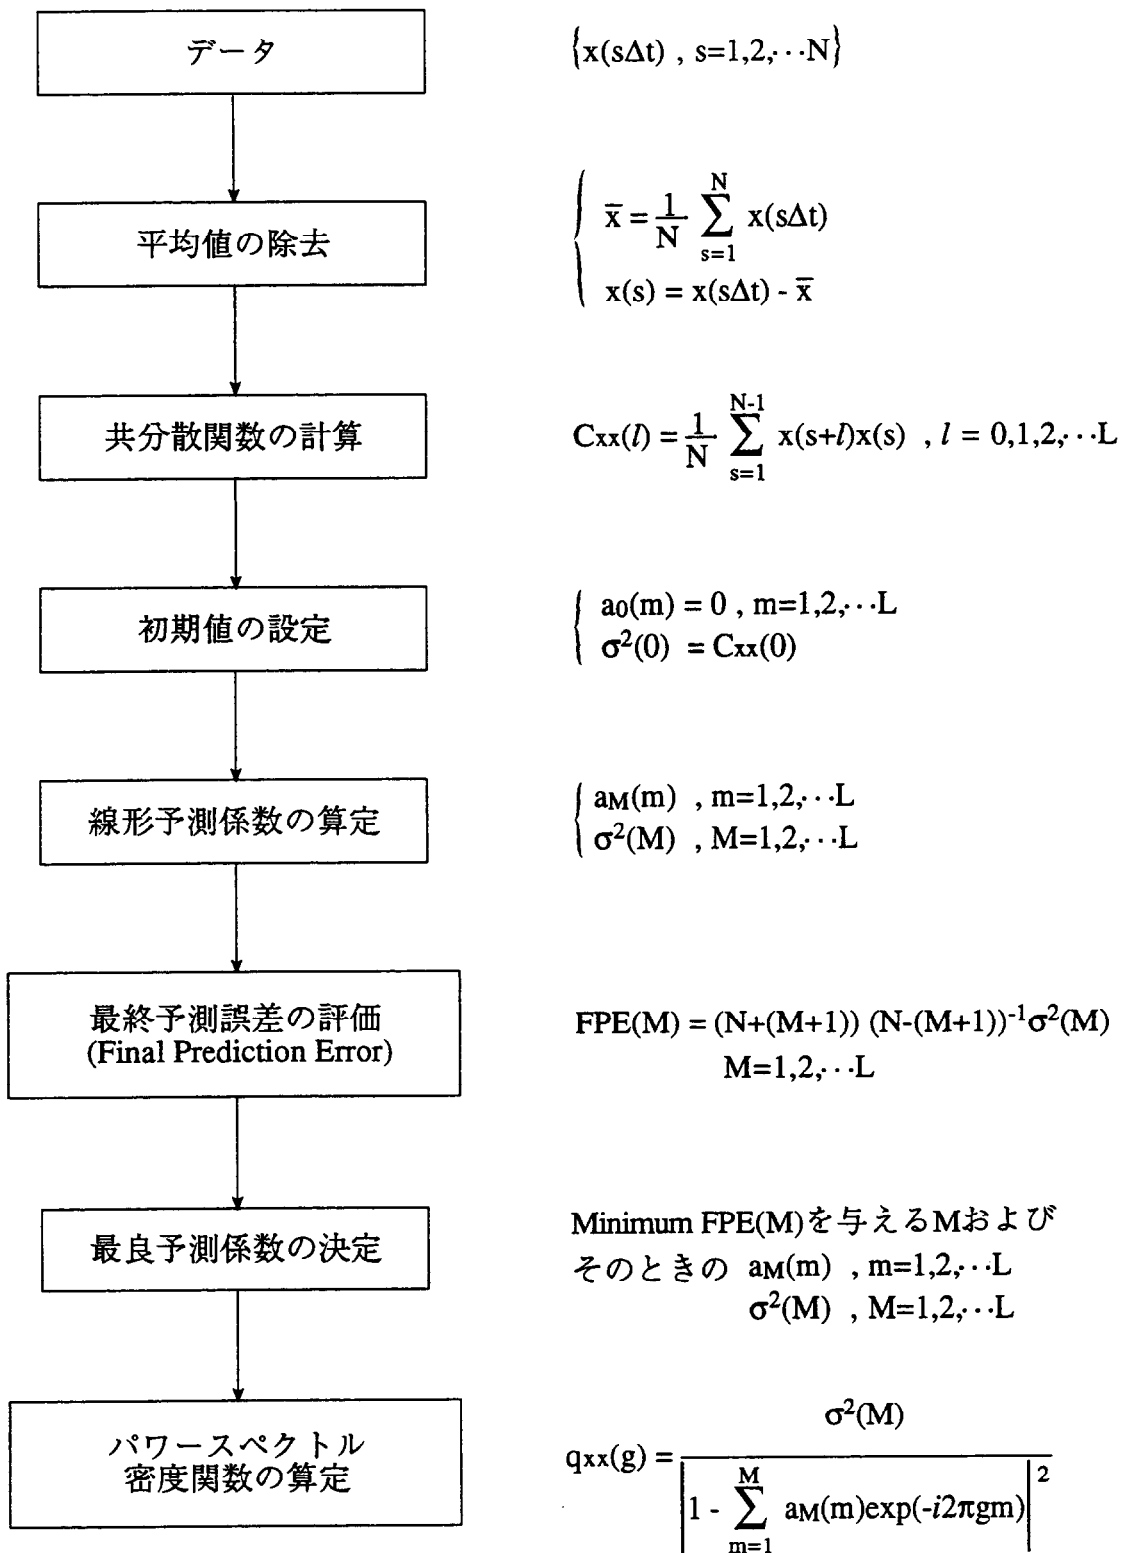 データ
{x(sΔt) , s=1,2,···N}
平均値の除去
x̄ = 1/N ∑_{s=1}^{N} x(sΔt)
x(s) = x(sΔt) - x̄
共分散関数の計算
Cxx(l) = 1/N ∑_{s=1}^{N-1} x(s+l)x(s) , l = 0,1,2,···L
初期値の設定
a₀(m) = 0 , m=1,2,···L
σ²(0) = Cxx(0)
線形予測係数の算定
aM(m) , m=1,2,···L
σ²(M) , M=1,2,···L
最終予測誤差の評価
(Final Prediction Error)
FPE(M) = (N+(M+1)) (N-(M+1))⁻¹σ²(M)
M=1,2,···L
最良予測係数の決定
Minimum FPE(M)を与えるMおよび
そのときの aM(m) , m=1,2,···L
σ²(M) , M=1,2,···L
パワースペクトル
密度関数の算定
qxx(g) = σ²(M) / |1 - ∑_{m=1}^{M} aM(m)exp(-i2πgm)|²